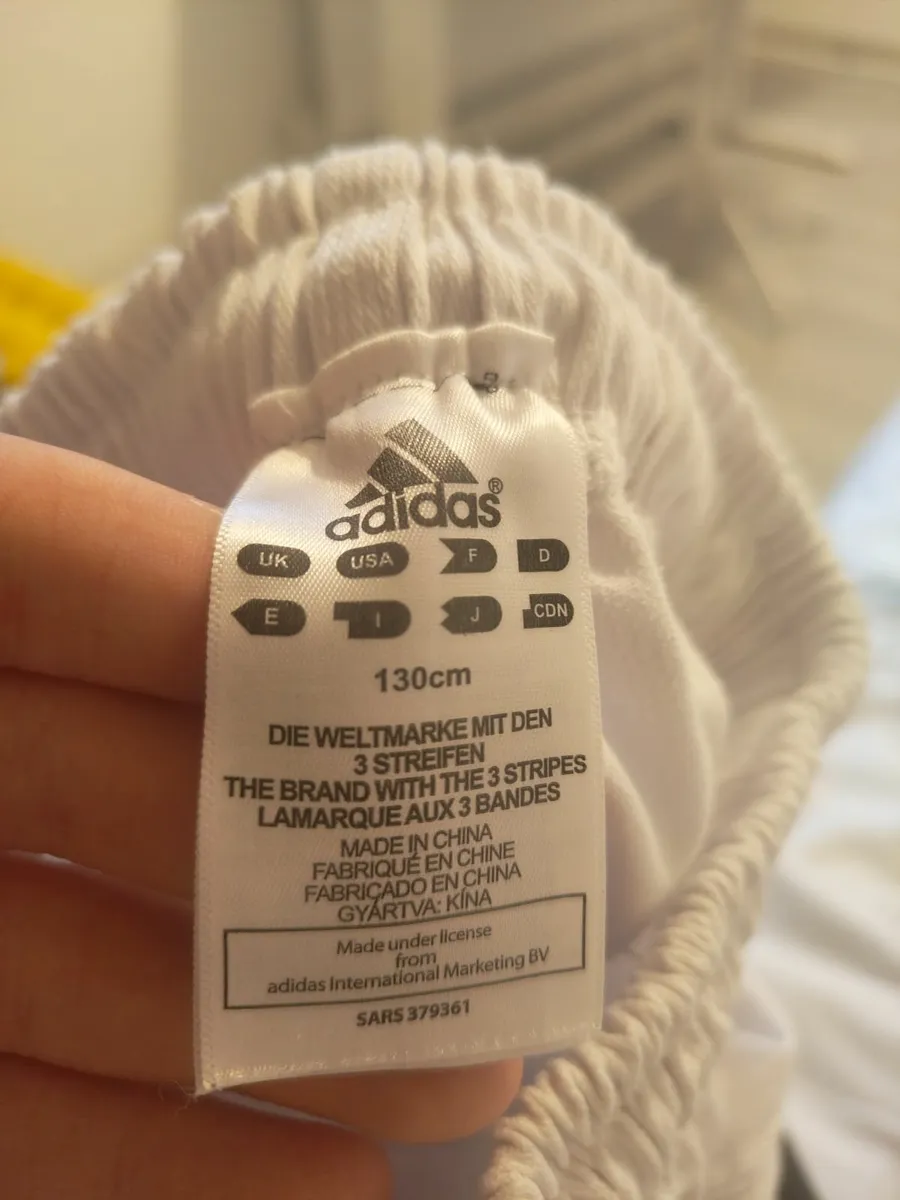 adidas®
UK USA F D
E I J CDN
130cm
DIE WELTMARKE MIT DEN
3 STREIFEN
THE BRAND WITH THE 3 STRIPES
LAMARQUE AUX 3 BANDES
MADE IN CHINA
FABRIQUÉ EN CHINE
FABRIÇADO EN CHINA
GYÁRTVA: KÍNA
Made under license
from
adidas International Marketing BV
SARS 379361